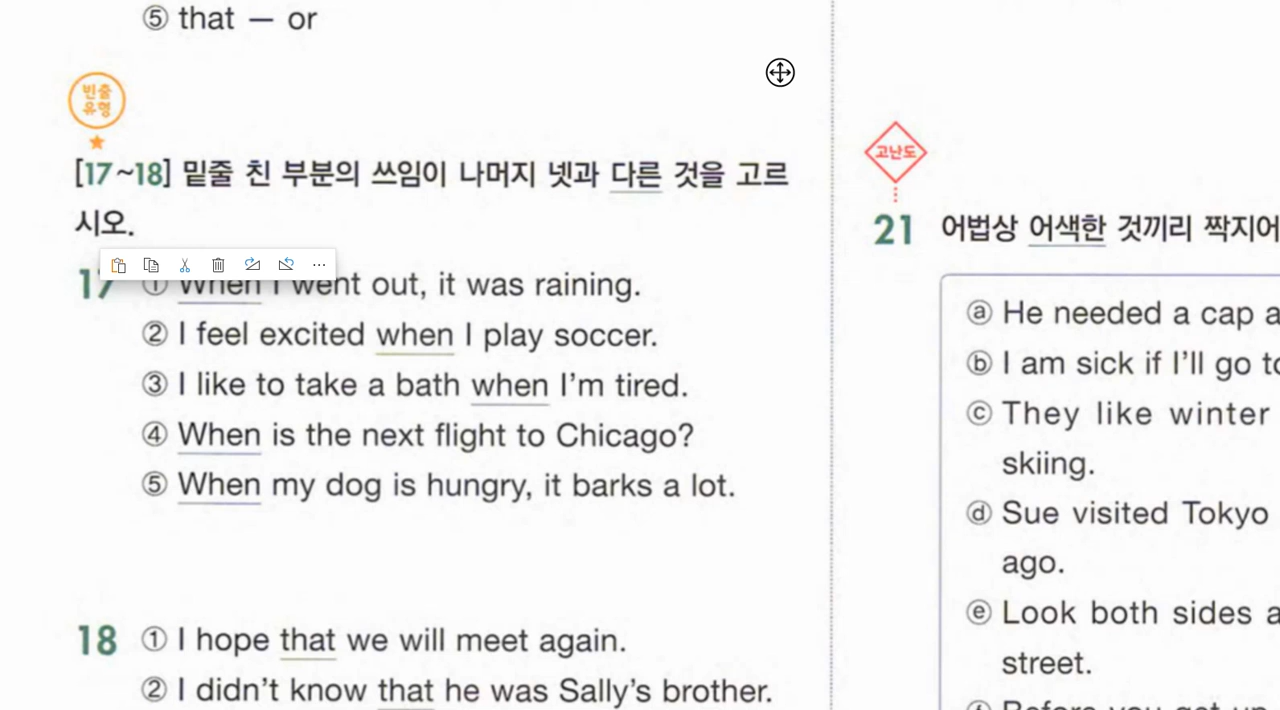 ⑤ that — or
빈출
유형
[17~18] 밑줄 친 부분의 쓰임이 나머지 넷과 다른 것을 고르
시오.
17 ① When I went out, it was raining.
② I feel excited when I play soccer.
③ I like to take a bath when I'm tired.
④ When is the next flight to Chicago?
⑤ When my dog is hungry, it barks a lot.
18 ① I hope that we will meet again.
② I didn't know that he was Sally's brother.
고난도
21 어법상 어색한 것끼리 짝지어
ⓐ He needed a cap a
ⓑ I am sick if I'll go to
ⓒ They like winter
skiing.
ⓓ Sue visited Tokyo
ago.
ⓔ Look both sides a
street.
ⓕ Before you get up